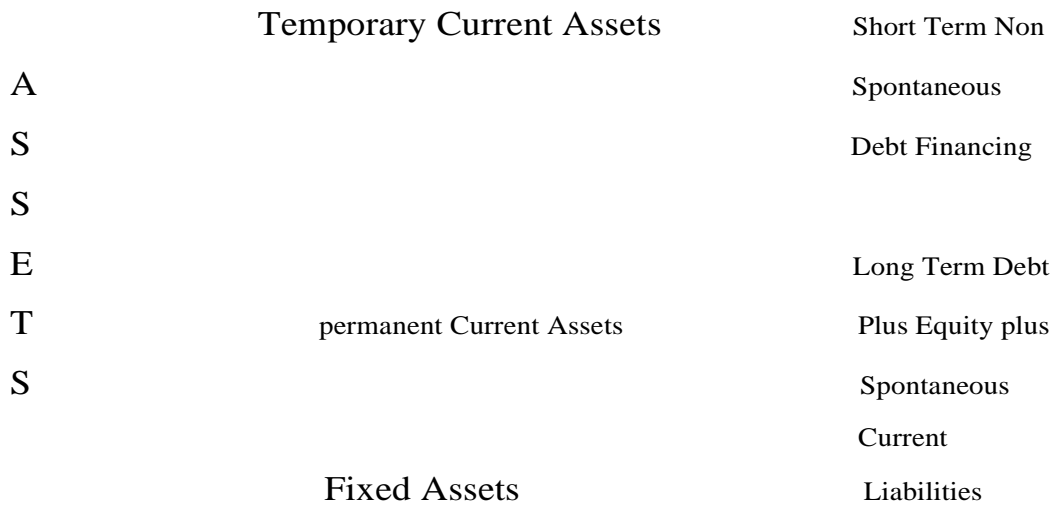 Temporary Current Assets Short Term Non
A Spontaneous
S Debt Financing
S
E Long Term Debt
T permanent Current Assets Plus Equity plus
S Spontaneous
Current
Fixed Assets Liabilities